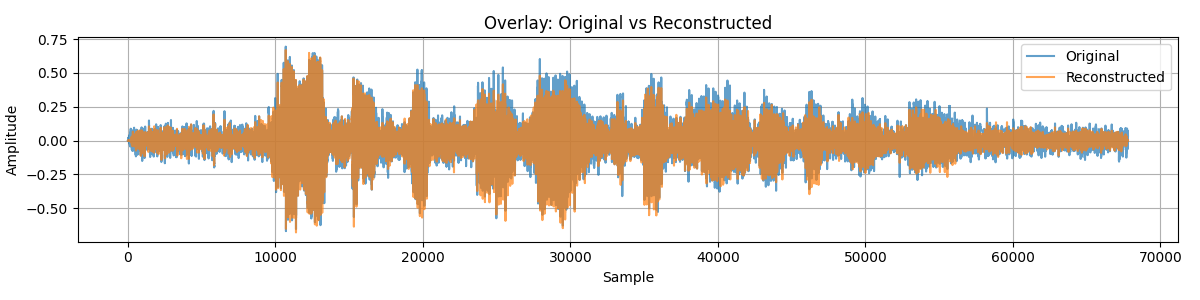 Overlay: Original vs Reconstructed
Original
Reconstructed
Amplitude
0.75
0.50
0.25
0.00
−0.25
−0.50
0 10000 20000 30000 40000 50000 60000 70000
Sample